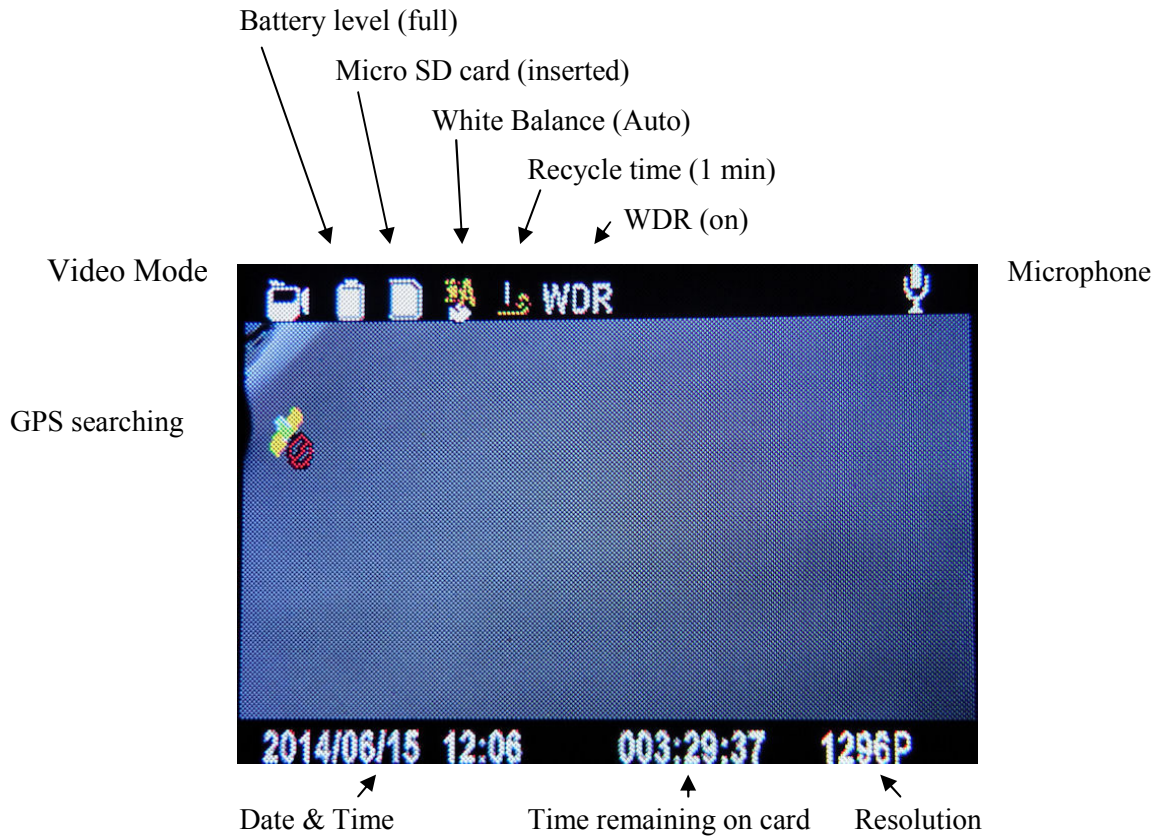 Battery level (full)
Micro SD card (inserted)
White Balance (Auto)
Recycle time (1 min)
WDR (on)
Video Mode
Microphone
WDR
GPS searching
2014/06/15 12:06 003:29:37 1296P
Date & Time Time remaining on card Resolution